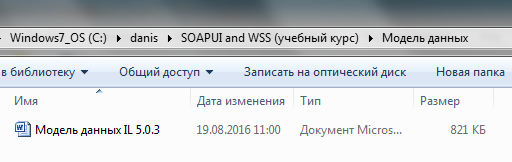 Windows7_OS (C:) ▸ danis ▸ SOAPUI and WSS (учебный курс) ▸ Модель данных
в библиотеку Общий доступ Записать на оптический диск Новая папка
Имя Дата изменения Тип Размер
Модель данных IL 5.0.3 19.08.2016 11:00 Документ Micros... 821 КБ